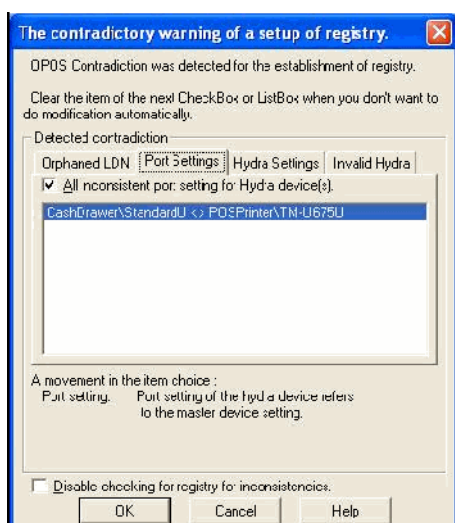 The contradictory warning of a setup of registry.
OPOS Contradiction was detected for the establishment of registry.
Clear the item of the next CheckBox or ListBox when you don't want to
do modification automatically.
Detected contradiction
Orphaned LDN Port Settings Hydra Settings Invalid Hydra
All inconsistent port setting for Hydra device(s).
CashDrawer\StandardU <> POSPrinter\TM-U675U
A movement in the item choice :
Port setting. Port setting of the hydra device refers
to the master device setting.
Disable checking for registry for inconsistencies.
OK Cancel Help